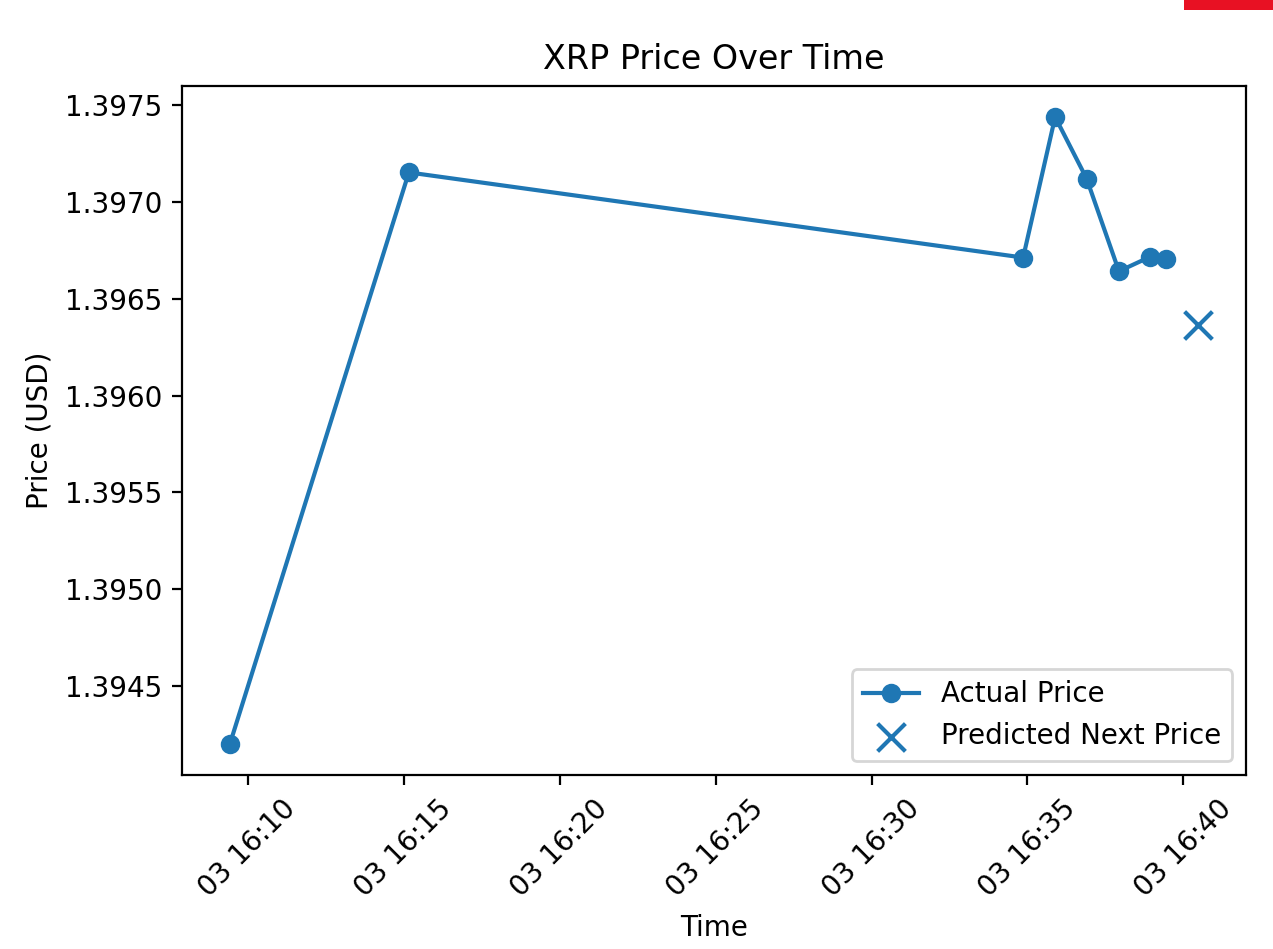 XRP Price Over Time
1.3975
1.3970
1.3965
1.3960
1.3955
1.3950
1.3945
Price (USD)
Actual Price
Predicted Next Price
03 16:10
03 16:15
03 16:20
03 16:25
03 16:30
03 16:35
03 16:40
Time